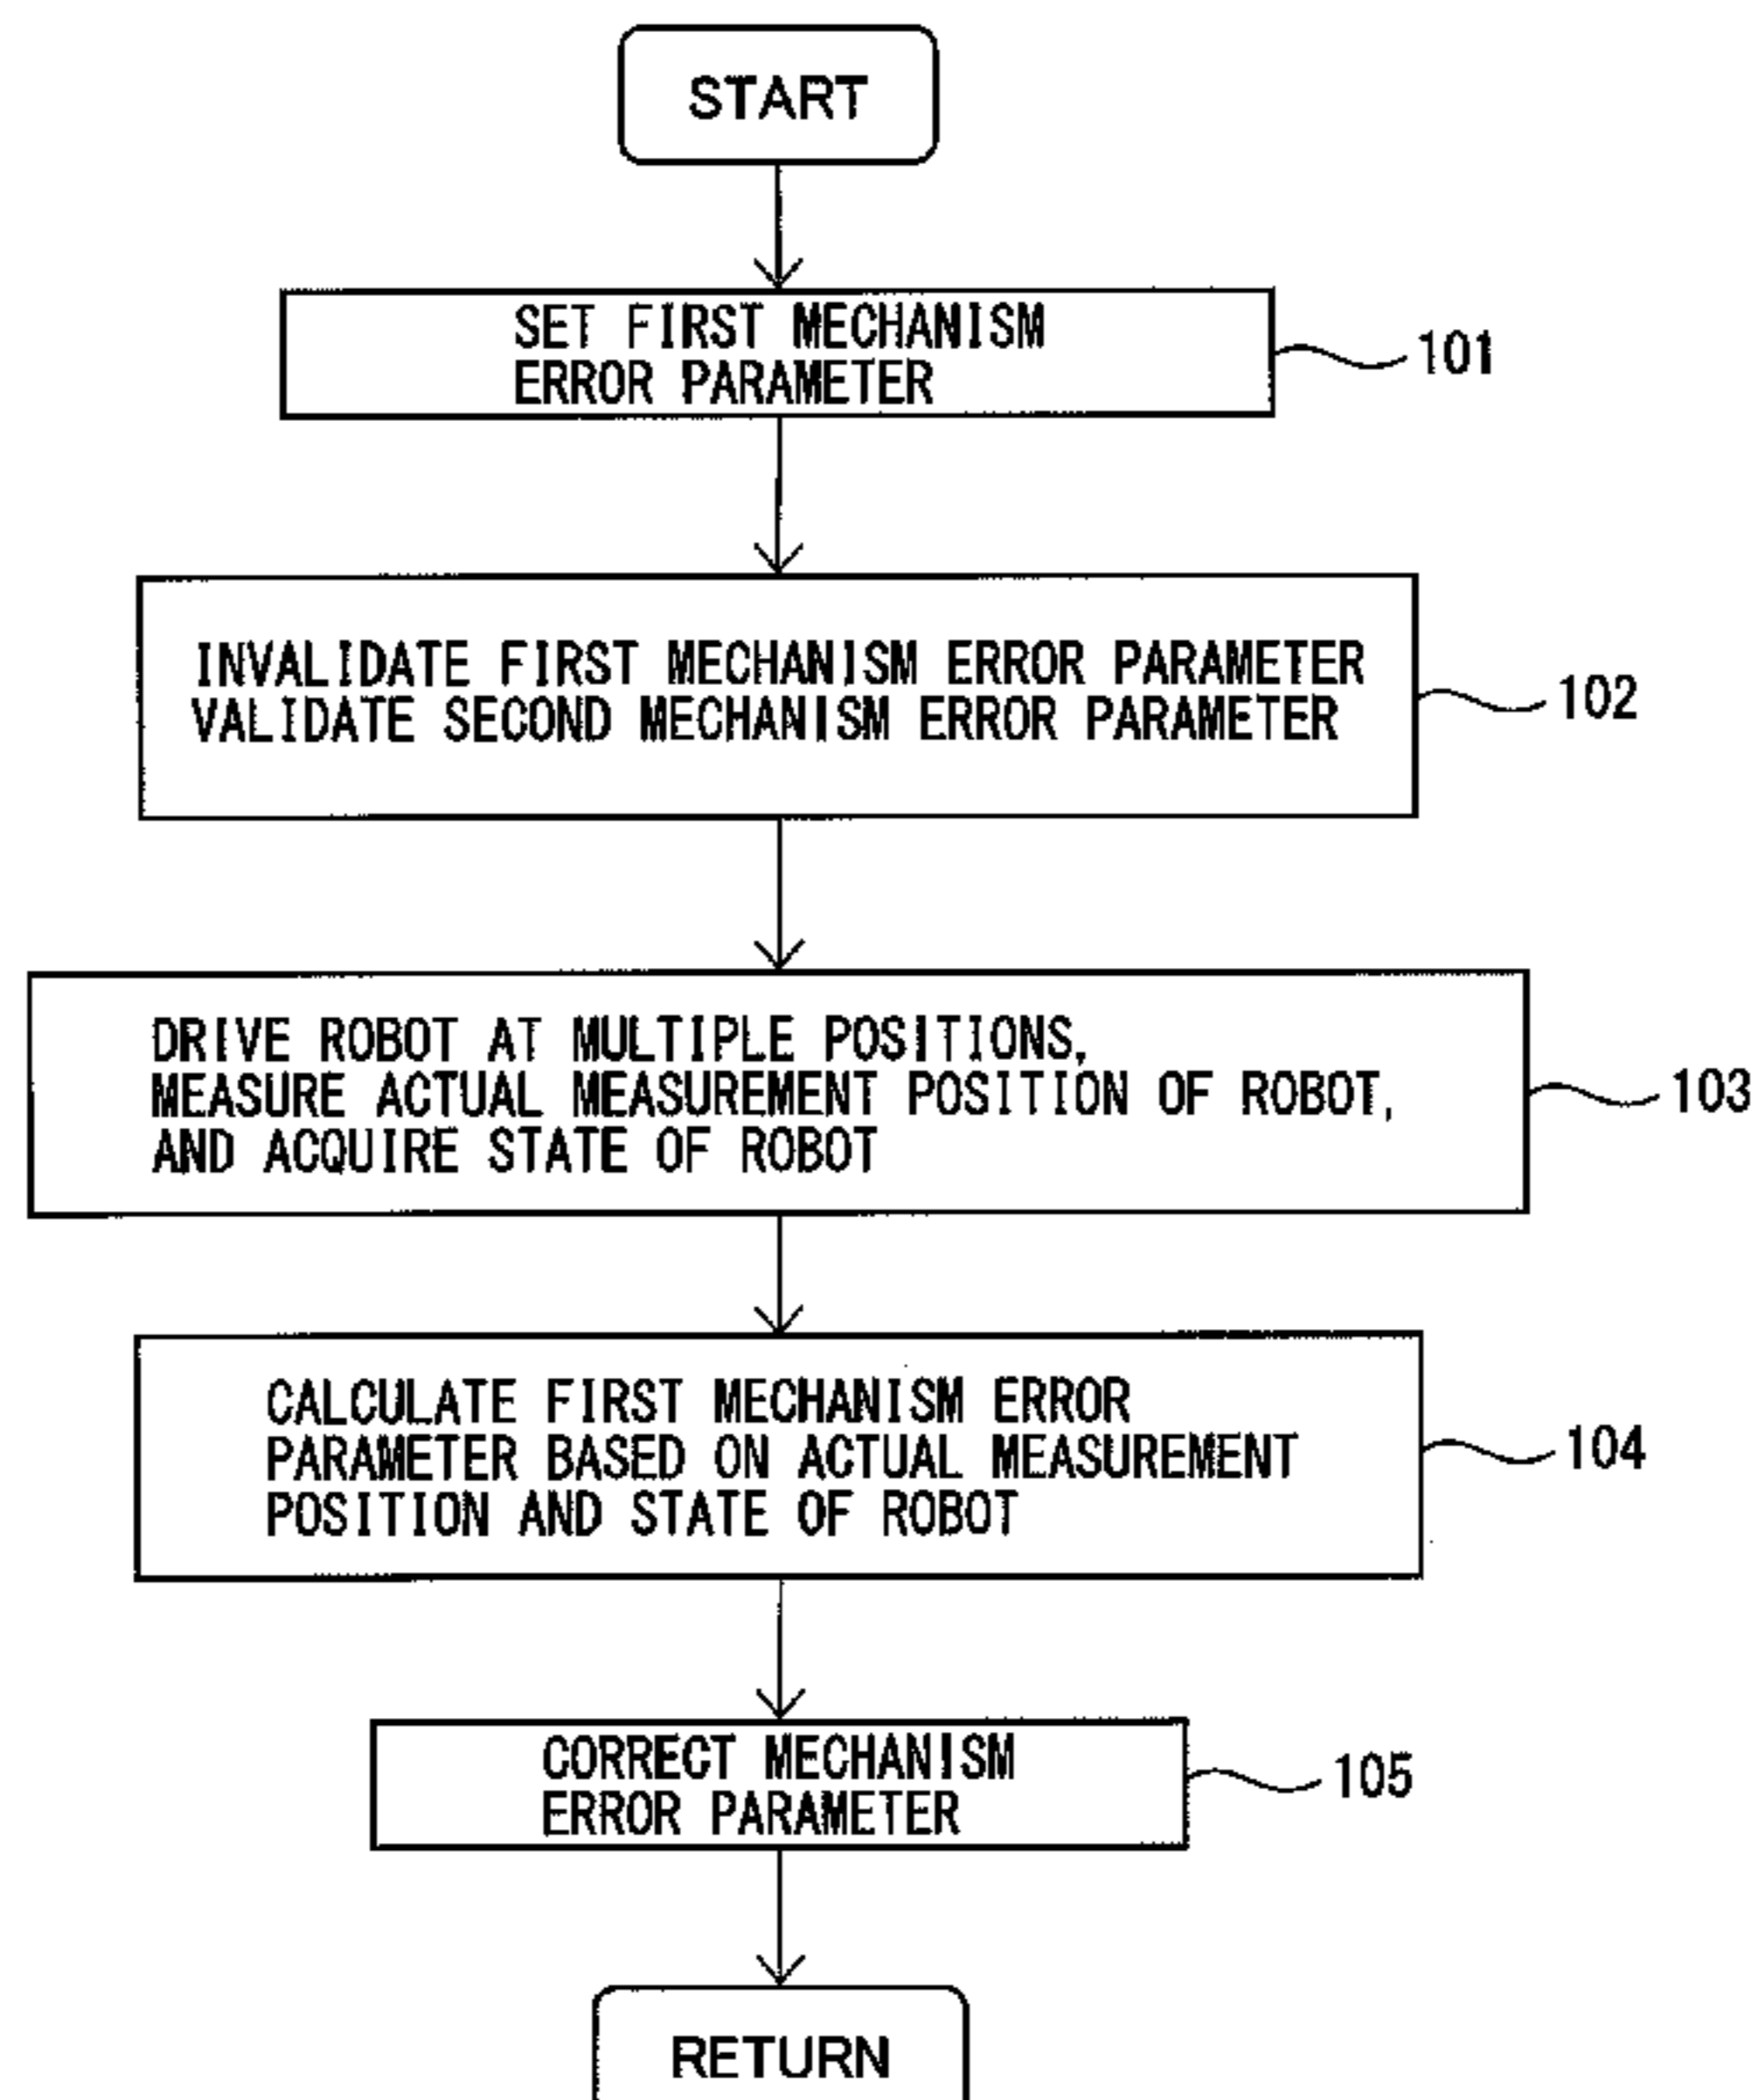 START
SET FIRST MECHANISM
ERROR PARAMETER
101
INVALIDATE FIRST MECHANISM ERROR PARAMETER
VALIDATE SECOND MECHANISM ERROR PARAMETER
102
DRIVE ROBOT AT MULTIPLE POSITIONS,
MEASURE ACTUAL MEASUREMENT POSITION OF ROBOT,
AND ACQUIRE STATE OF ROBOT
103
CALCULATE FIRST MECHANISM ERROR
PARAMETER BASED ON ACTUAL MEASUREMENT
POSITION AND STATE OF ROBOT
104
CORRECT MECHANISM
ERROR PARAMETER
105
RETURN